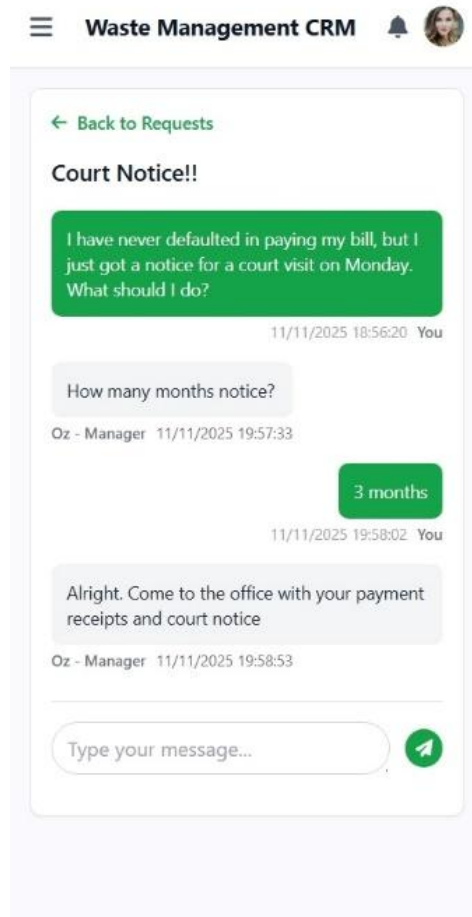 Waste Management CRM
← Back to Requests
Court Notice!!
I have never defaulted in paying my bill, but I
just got a notice for a court visit on Monday.
What should I do?
11/11/2025 18:56:20 You
How many months notice?
Oz - Manager 11/11/2025 19:57:33
3 months
11/11/2025 19:58:02 You
Alright. Come to the office with your payment
receipts and court notice
Oz - Manager 11/11/2025 19:58:53
Type your message...